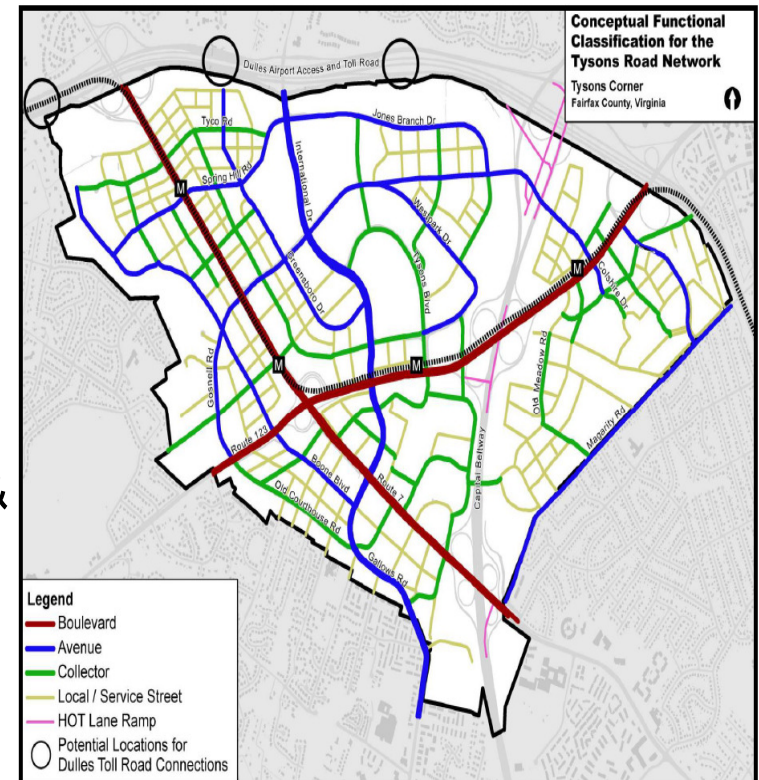 Conceptual Functional
Classification for the
Tysons Road Network
Tysons Corner
Fairfax County, Virginia
Dulles Airport Access and Toll Road
Tyco Rd
Jones Branch Dr
Spring Hill Rd
International Dr
M
Westpark Dr
Greensboro Dr
Tysons Blvd
M
Colshire Dr
Gosnell Rd
M
M
Old Meadow Rd
Magarity Rd
Route 123
Boone Blvd
Route 7
Capital Beltway
Old Courthouse Rd
Gallows Rd
&
Legend
Boulevard
Avenue
Collector
Local / Service Street
HOT Lane Ramp
Potential Locations for
Dulles Toll Road Connections